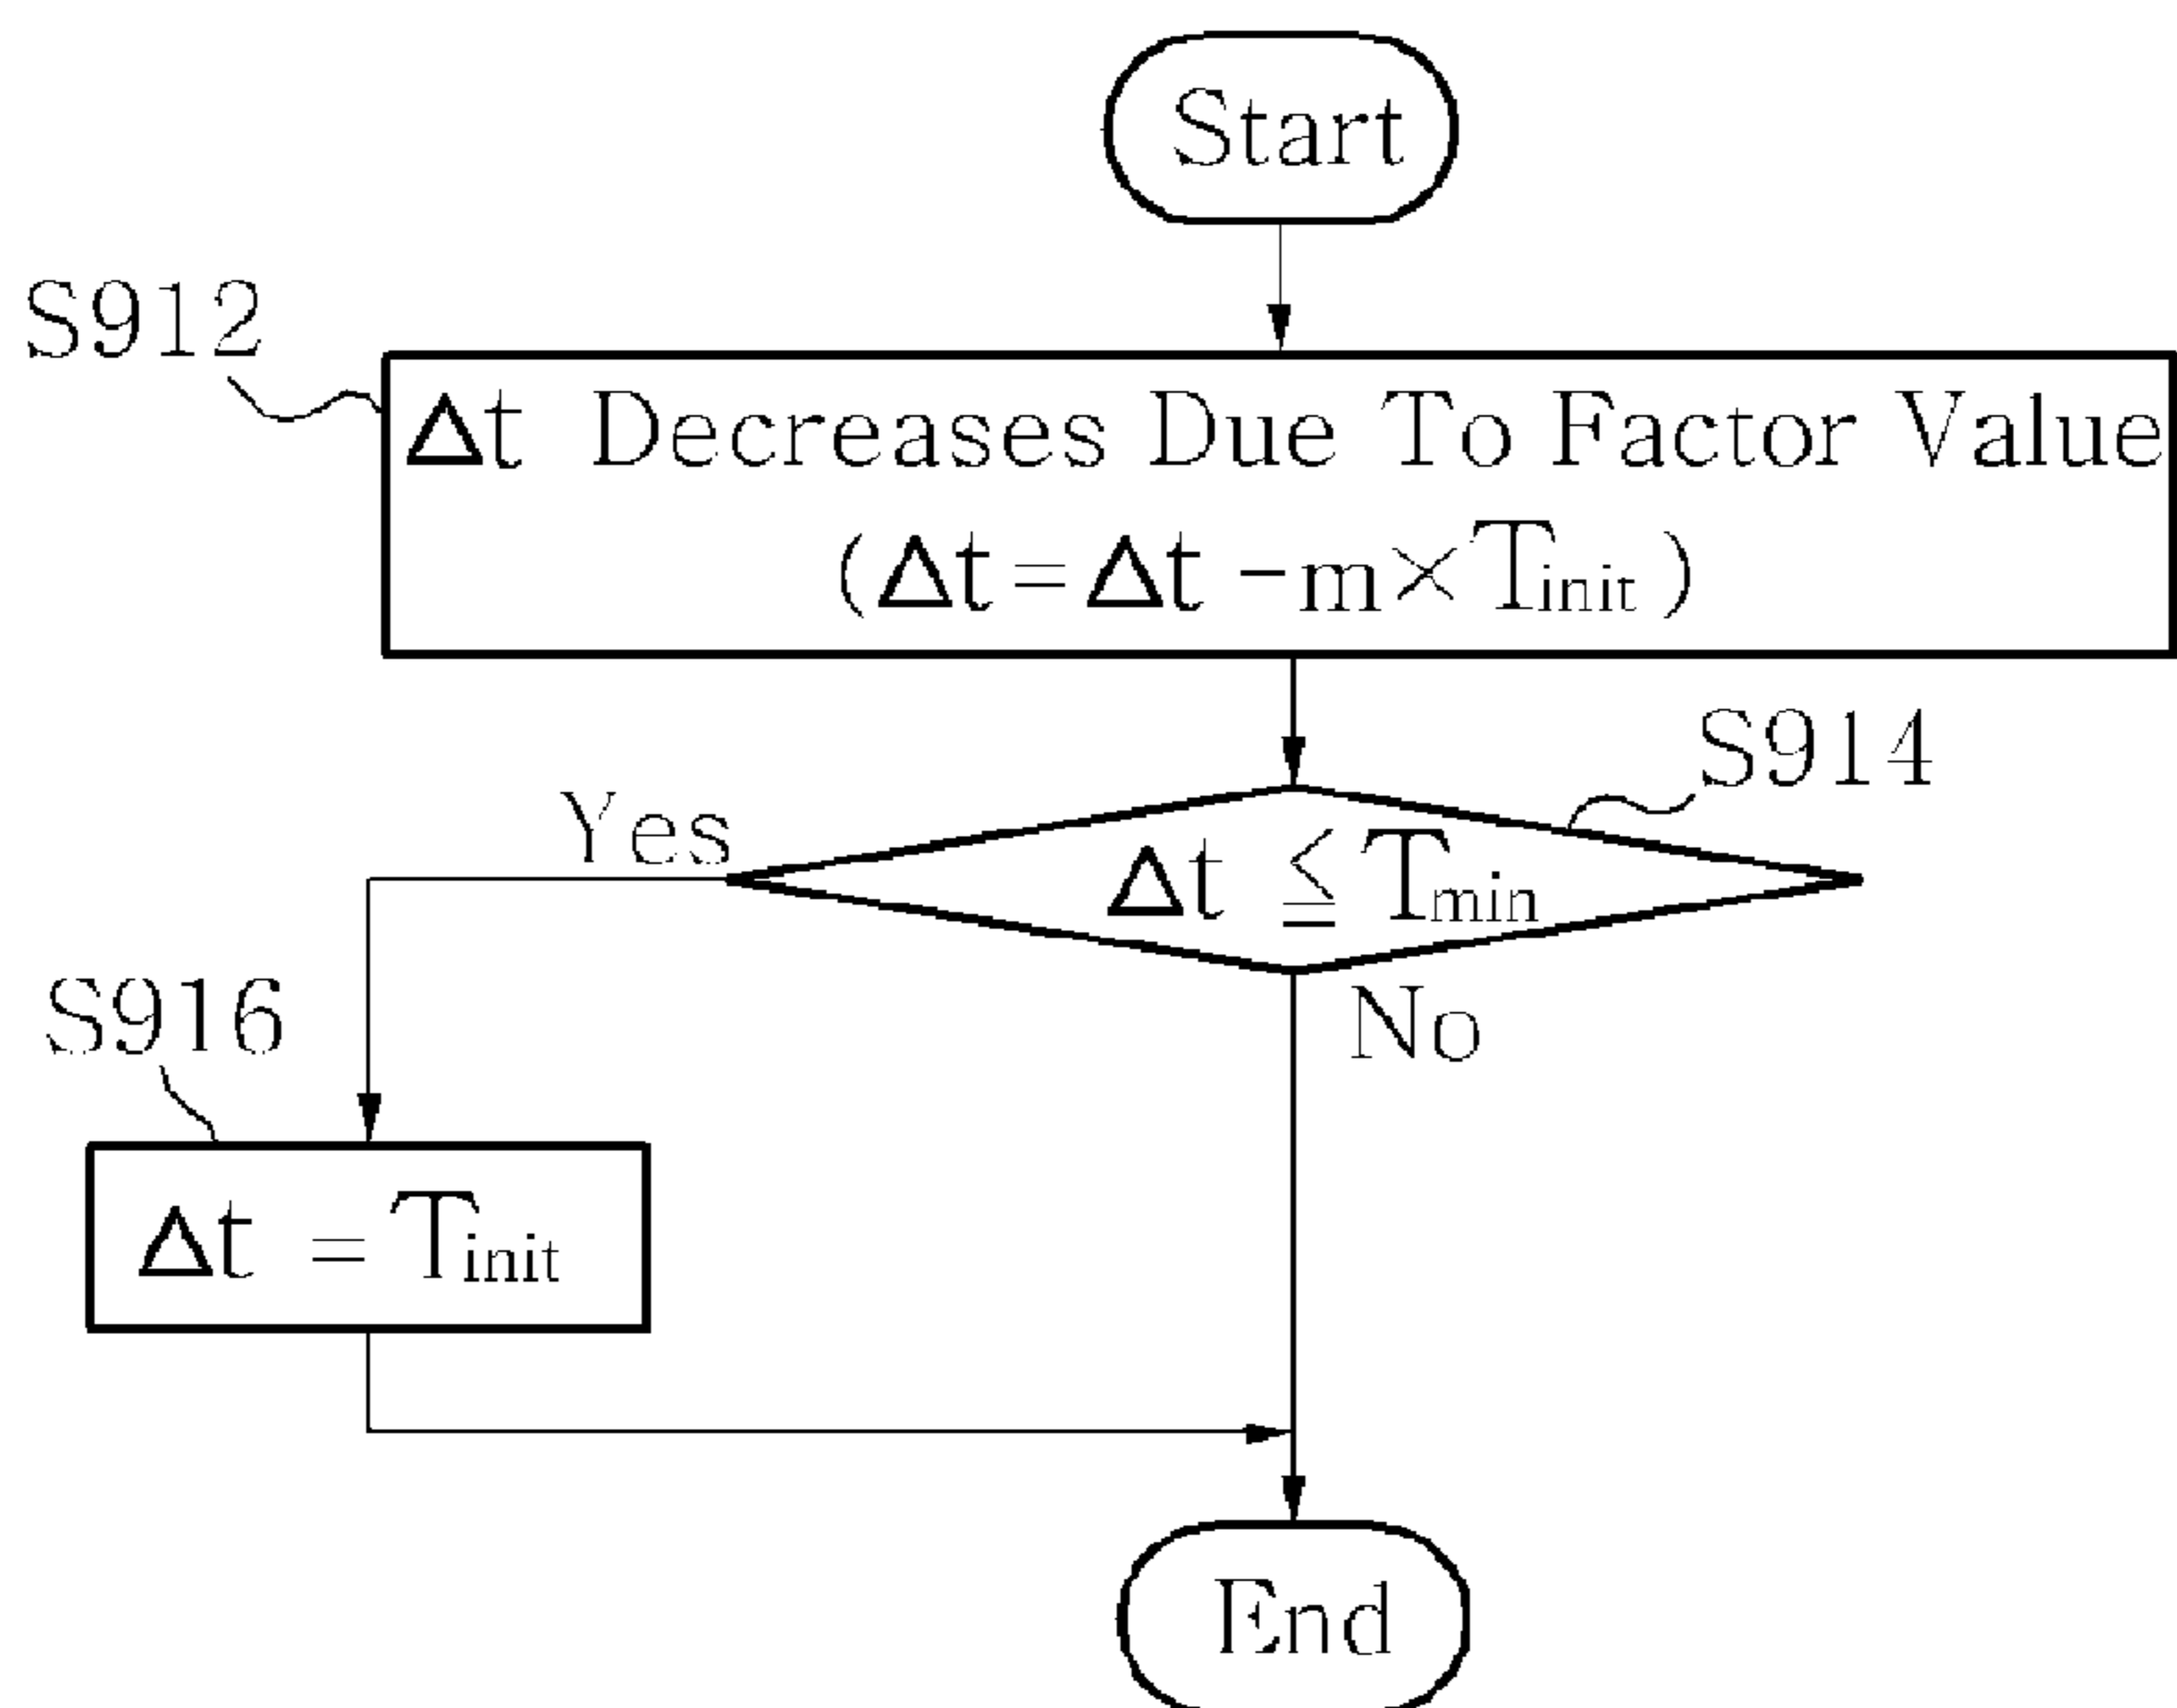 Start
S912
Δt Decreases Due To Factor Value
(Δt=Δt-m×Tinit)
S914
Yes
Δt ≦ Tmin
No
S916
Δt = Tinit
End